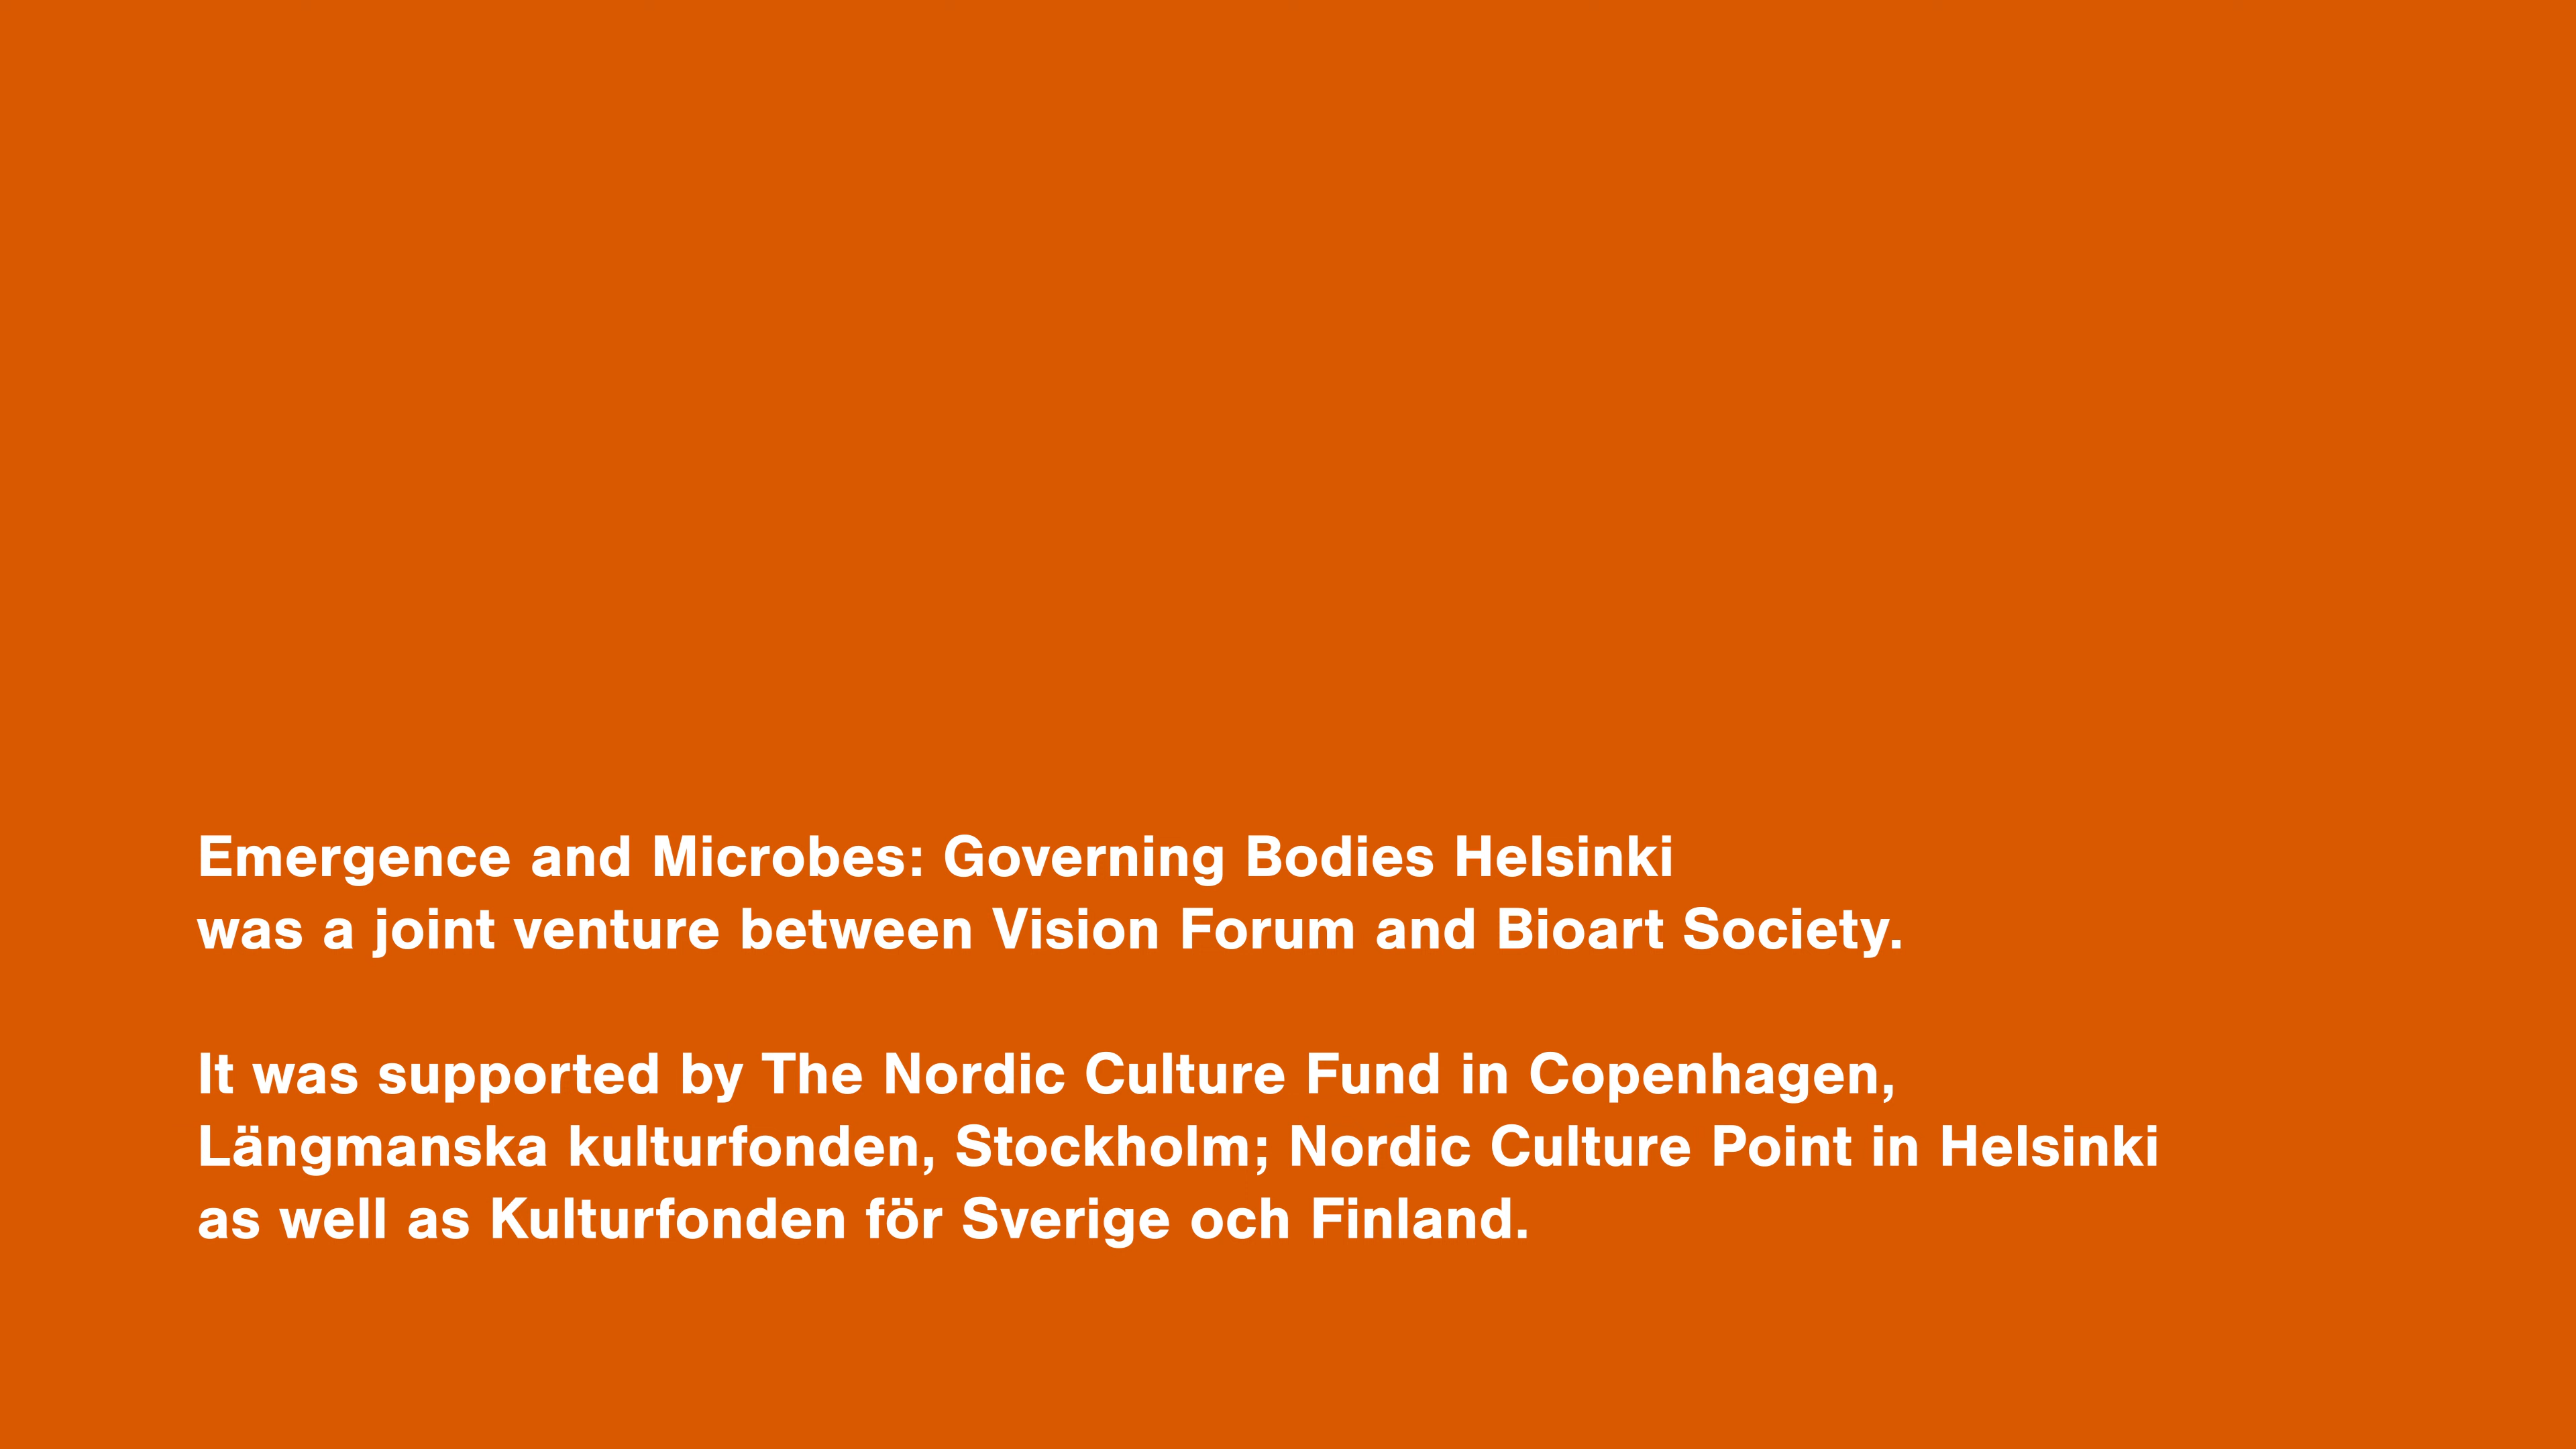 Emergence and Microbes: Governing Bodies Helsinki
was a joint venture between Vision Forum and Bioart Society.
It was supported by The Nordic Culture Fund in Copenhagen,
Längmanska kulturfonden, Stockholm; Nordic Culture Point in Helsinki
as well as Kulturfonden för Sverige och Finland.